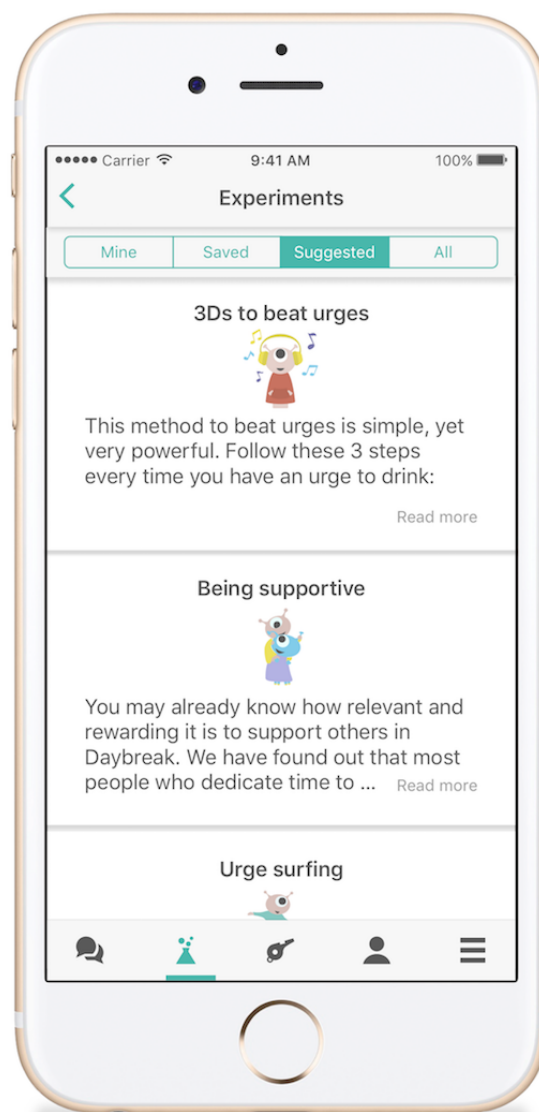 Carrier 9:41 AM 100%
Experiments
Mine Saved Suggested All
3Ds to beat urges
This method to beat urges is simple, yet
very powerful. Follow these 3 steps
every time you have an urge to drink:
Read more
Being supportive
You may already know how relevant and
rewarding it is to support others in
Daybreak. We have found out that most
people who dedicate time to ... Read more
Urge surfing